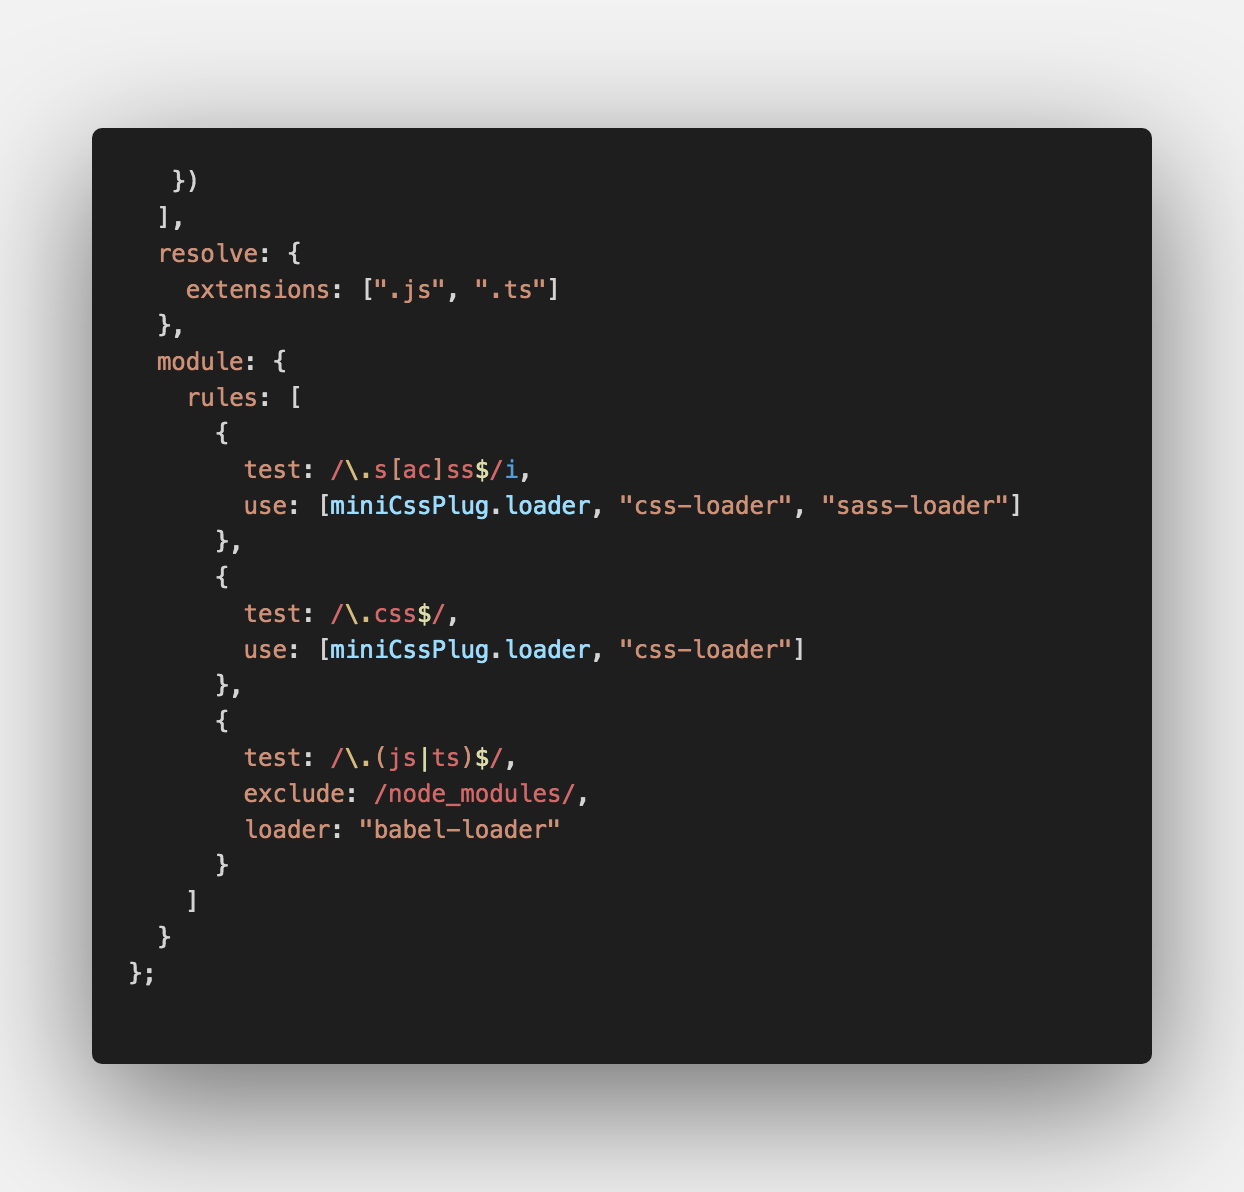 })
],
resolve: {
extensions: [".js", ".ts"]
},
module: {
rules: [
{
test: /\.s[ac]ss$/i,
use: [miniCssPlug.loader, "css-loader", "sass-loader"]
},
{
test: /\.css$/,
use: [miniCssPlug.loader, "css-loader"]
},
{
test: /\.(js|ts)$/,
exclude: /node_modules/,
loader: "babel-loader"
}
]
}
};